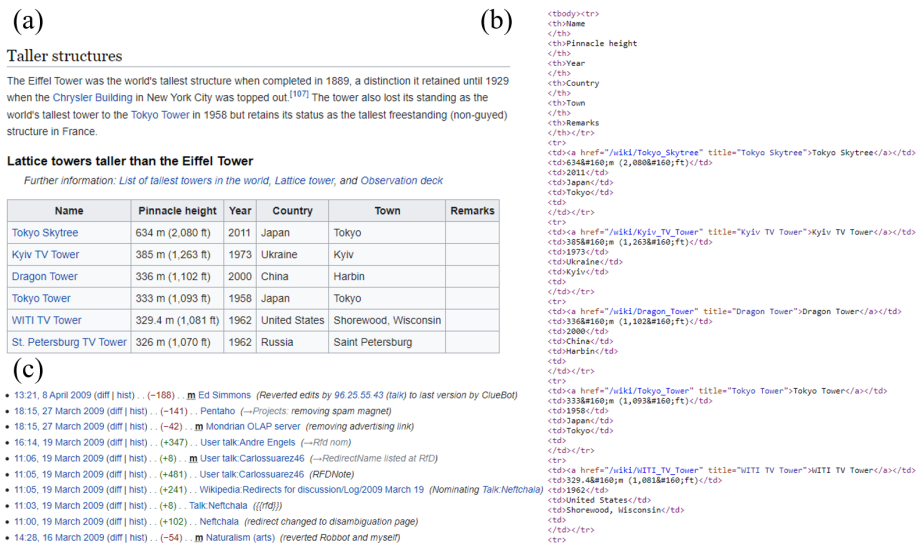 (a)
Taller structures
The Eiffel Tower was the world's tallest structure when completed in 1889, a distinction it retained until 1929
when the Chrysler Building in New York City was topped out.[107] The tower also lost its standing as the
world's tallest tower to the Tokyo Tower in 1958 but retains its status as the tallest freestanding (non-guyed)
structure in France.
Lattice towers taller than the Eiffel Tower
Further information: List of tallest towers in the world, Lattice tower, and Observation deck
Name Pinnacle height Year Country Town Remarks
Tokyo Skytree 634 m (2,080 ft) 2011 Japan Tokyo
Kyiv TV Tower 385 m (1,263 ft) 1973 Ukraine Kyiv
Dragon Tower 336 m (1,102 ft) 2000 China Harbin
Tokyo Tower 333 m (1,093 ft) 1958 Japan Tokyo
WITI TV Tower 329.4 m (1,081 ft) 1962 United States Shorewood, Wisconsin
St. Petersburg TV Tower 326 m (1,070 ft) 1962 Russia Saint Petersburg
(c)
• 13:21, 8 April 2009 (diff | hist) . . (−188) . . m Ed Simmons (Reverted edits by 96.25.55.43 (talk) to last version by ClueBot)
• 18:15, 27 March 2009 (diff | hist) . . (−141) . . Pentaho (→Projects: removing spam magnet)
• 18:15, 27 March 2009 (diff | hist) . . (−42) . . m Mondrian OLAP server (removing advertising link)
• 16:14, 19 March 2009 (diff | hist) . . (+347) . . User talk:Andre Engels (→Rfd nom)
• 11:06, 19 March 2009 (diff | hist) . . (+8) . . m User talk:Carlossuarez46 (→RedirectName listed at RfD)
• 11:05, 19 March 2009 (diff | hist) . . (+481) . . User talk:Carlossuarez46 (RFDNote)
• 11:05, 19 March 2009 (diff | hist) . . (+241) . . Wikipedia:Redirects for discussion/Log/2009 March 19 (Nominating Talk:Neftchala)
• 11:03, 19 March 2009 (diff | hist) . . (+8) . . Talk:Neftchala ({{rfd}})
• 11:00, 19 March 2009 (diff | hist) . . (+102) . . Neftchala (redirect changed to disambiguation page)
• 14:28, 16 March 2009 (diff | hist) . . (−54) . . m Naturalism (arts) (reverted Robbot and myself)
(b)
<tbody><tr>
<th>Name
</th>
<th>Pinnacle height
</th>
<th>Year
</th>
<th>Country
</th>
<th>Town
</th>
<th>Remarks
</th></tr>
<tr>
<td><a href="/wiki/Tokyo_Skytree" title="Tokyo Skytree">Tokyo Skytree</a></td>
<td>634&#160;m (2,080&#160;ft)</td>
<td>2011</td>
<td>Japan</td>
<td>Tokyo</td>
<td>
</td></tr>
<tr>
<td><a href="/wiki/Kyiv_TV_Tower" title="Kyiv TV Tower">Kyiv TV Tower</a></td>
<td>385&#160;m (1,263&#160;ft)</td>
<td>1973</td>
<td>Ukraine</td>
<td>Kyiv</td>
<td>
</td></tr>
<tr>
<td><a href="/wiki/Dragon_Tower" title="Dragon Tower">Dragon Tower</a></td>
<td>336&#160;m (1,102&#160;ft)</td>
<td>2000</td>
<td>China</td>
<td>Harbin</td>
<td>
</td></tr>
<tr>
<td><a href="/wiki/Tokyo_Tower" title="Tokyo Tower">Tokyo Tower</a></td>
<td>333&#160;m (1,093&#160;ft)</td>
<td>1958</td>
<td>Japan</td>
<td>Tokyo</td>
<td>
</td></tr>
<tr>
<td><a href="/wiki/WITI_TV_Tower" title="WITI TV Tower">WITI TV Tower</a></td>
<td>329.4&#160;m (1,081&#160;ft)</td>
<td>1962</td>
<td>United States</td>
<td>Shorewood, Wisconsin</td>
<td>
</td></tr>
<tr>